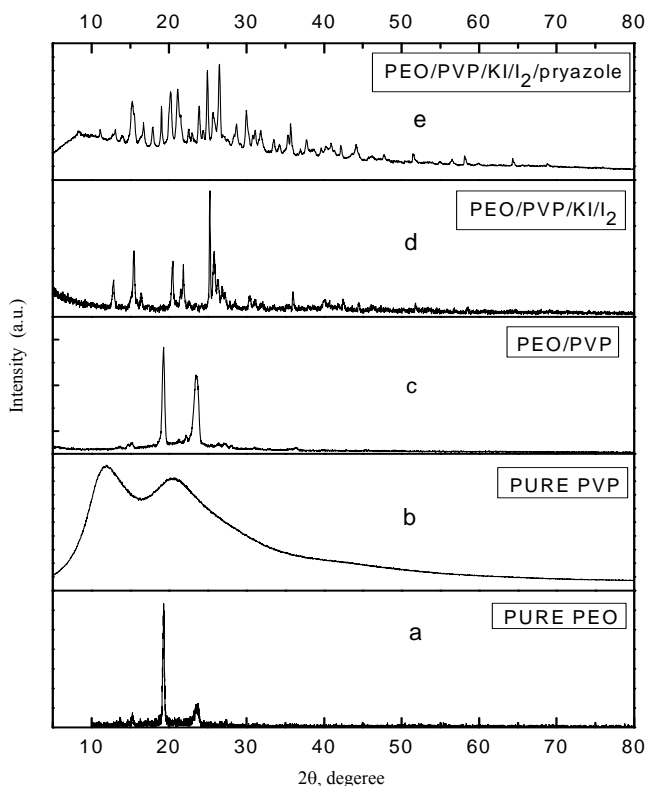 10 20 30 40 50 60 70 80
PEO/PVP/KI/I2/pryazole
e
PEO/PVP/KI/I2
d
PEO/PVP
c
PURE PVP
b
PURE PEO
a
Intensity (a.u.)
10 20 30 40 50 60 70 80
2θ, degeree